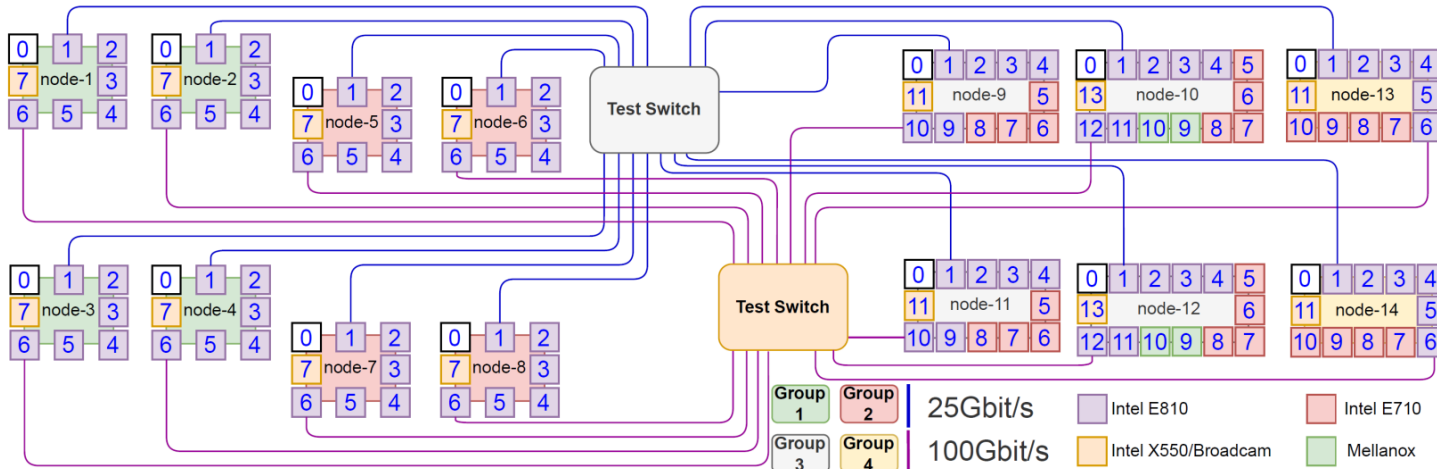 0 1 2
7 node-1 3
6 5 4
0 1 2
7 node-2 3
6 5 4
0 1 2
7 node-5 3
6 5 4
0 1 2
7 node-6 3
6 5 4
Test Switch
0 1 2 3 4
11 node-9 5
10 9 8 7 6
0 1 2 3 4 5
13 node-10 6
12 11 10 9 8 7
0 1 2 3 4
11 node-13 5
10 9 8 7 6
0 1 2
7 node-3 3
6 5 4
0 1 2
7 node-4 3
6 5 4
0 1 2
7 node-7 3
6 5 4
0 1 2
7 node-8 3
6 5 4
Test Switch
0 1 2 3 4
11 node-11 5
10 9 8 7 6
0 1 2 3 4 5
13 node-12 6
12 11 10 9 8 7
0 1 2 3 4
11 node-14 5
10 9 8 7 6
Group
1
Group
2
25Gbit/s
Intel E810
Intel E710
Group
3
Group
4
100Gbit/s
Intel X550/Broadcam
Mellanox